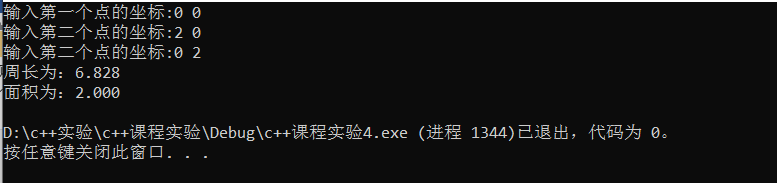 输入第一个点的坐标:0 0
输入第二个点的坐标:2 0
输入第二个点的坐标:0 2
周长为：6.828
面积为：2.000
D:\c++实验\c++课程实验\Debug\c++课程实验4.exe (进程 1344)已退出，代码为 0。
按任意键关闭此窗口. . .